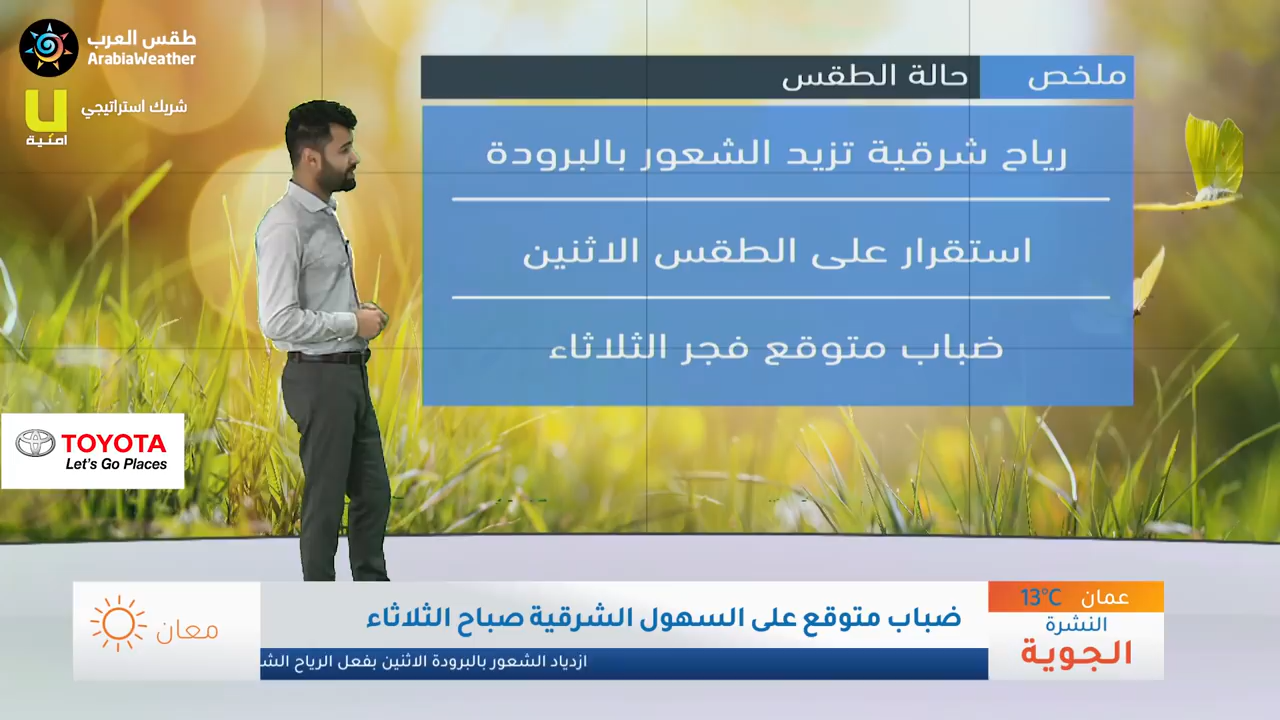 طقس العرب
ArabiaWeather
شريك استراتيجي
امنية
ملخص حالة الطقس
رياح شرقية تزيد الشعور بالبرودة
استقرار على الطقس الاثنين
ضباب متوقع فجر الثلاثاء
TOYOTA
Let's Go Places
عمان 13°C
النشرة
الجوية
ضباب متوقع على السهول الشرقية صباح الثلاثاء
ازدياد الشعور بالبرودة الاثنين بفعل الرياح
معان